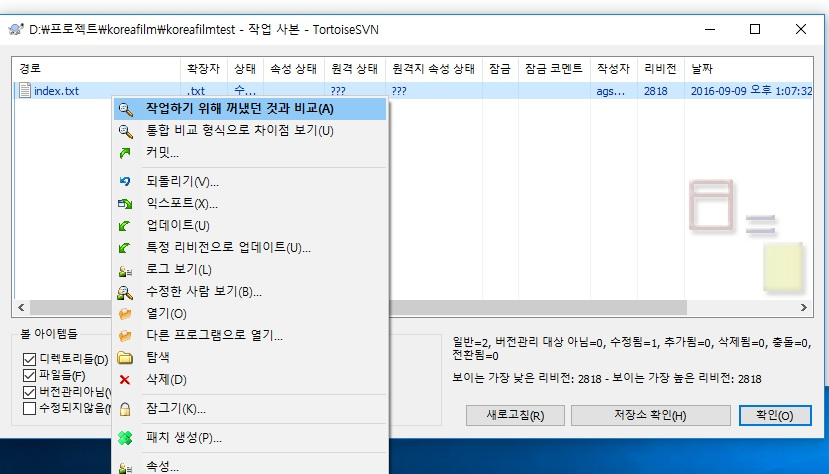 D:\프로젝트\koreafilm\koreafilmtest - 작업 사본 - TortoiseSVN
경로 확장자 상태 속성 상태 원격 상태 원격지 속성 상태 잠금 잠금 코멘트 작성자 리비전 날짜
index.txt .txt 수... ??? ??? ags... 2818 2016-09-09 오후 1:07:32
작업하기 위해 꺼냈던 것과 비교(A)
통합 비교 형식으로 차이점 보기(U)
커밋...
되돌리기(V)...
익스포트(X)...
업데이트(U)
특정 리비전으로 업데이트(U)...
로그 보기(L)
수정한 사람 보기(B)...
열기(O)
다른 프로그램으로 열기...
탐색
삭제(D)
잠그기(K)...
패치 생성(P)...
속성...
볼 아이템들
디렉토리들(D)
파일들(F)
버전관리아님(
수정되지않음(
일반=2, 버전관리 대상 아님=0, 수정됨=1, 추가됨=0, 삭제됨=0, 충돌=0,
전환됨=0
보이는 가장 낮은 리비전: 2818 - 보이는 가장 높은 리비전: 2818
새로고침(R) 저장소 확인(H) 확인(O)